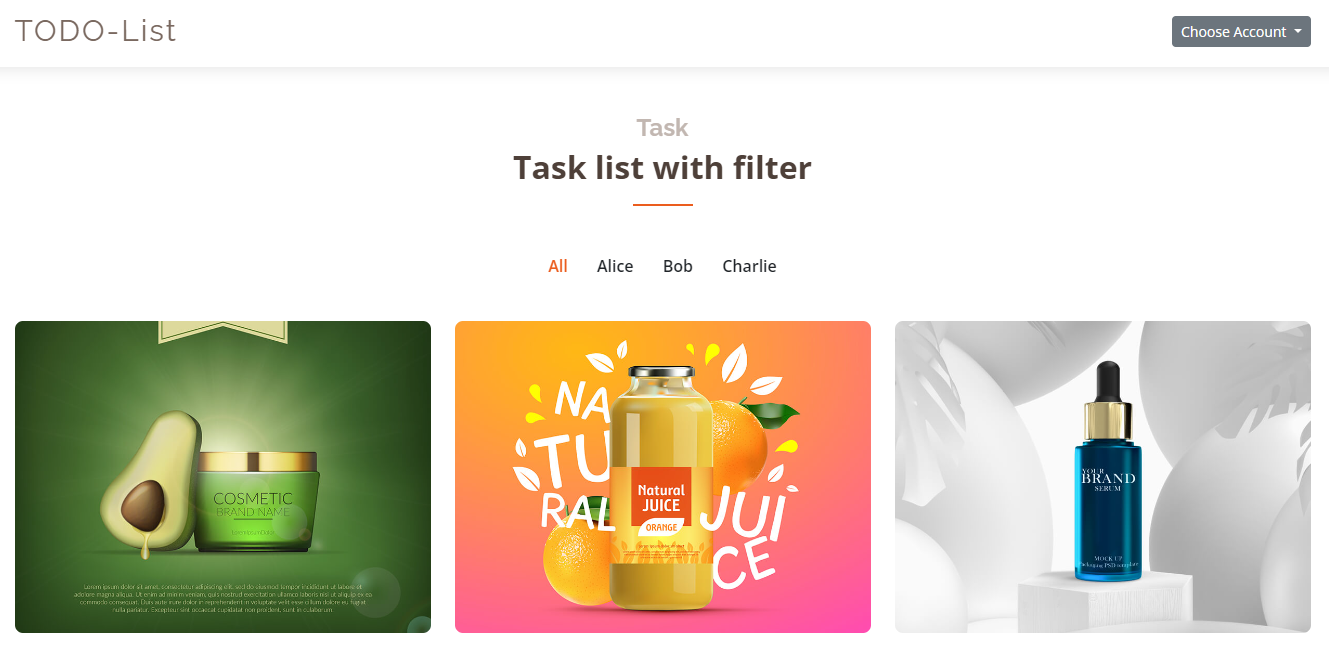 TODO-List
Choose Account
Task
Task list with filter
All Alice Bob Charlie
COSMETIC
BRAND NAME
LoremIpsumDolor
Lorem ipsum dolor sit amet, consectetur adipiscing elit, sed do eiusmod tempor incididunt ut labore et
dolore magna aliqua. Ut enim ad minim veniam, quis nostrud exercitation ullamco laboris nisi ut aliquip ex ea
commodo consequat. Duis aute irure dolor in reprehenderit in voluptate velit esse cillum dolore eu fugiat
nulla pariatur. Excepteur sint occaecat cupidatat non proident, sunt in culpa
NA
TU
RAL
Natural
JUICE
ORANGE
JUI
CE
YOUR
BRAND
SERUM
MOCK UP
Packaging PSD template